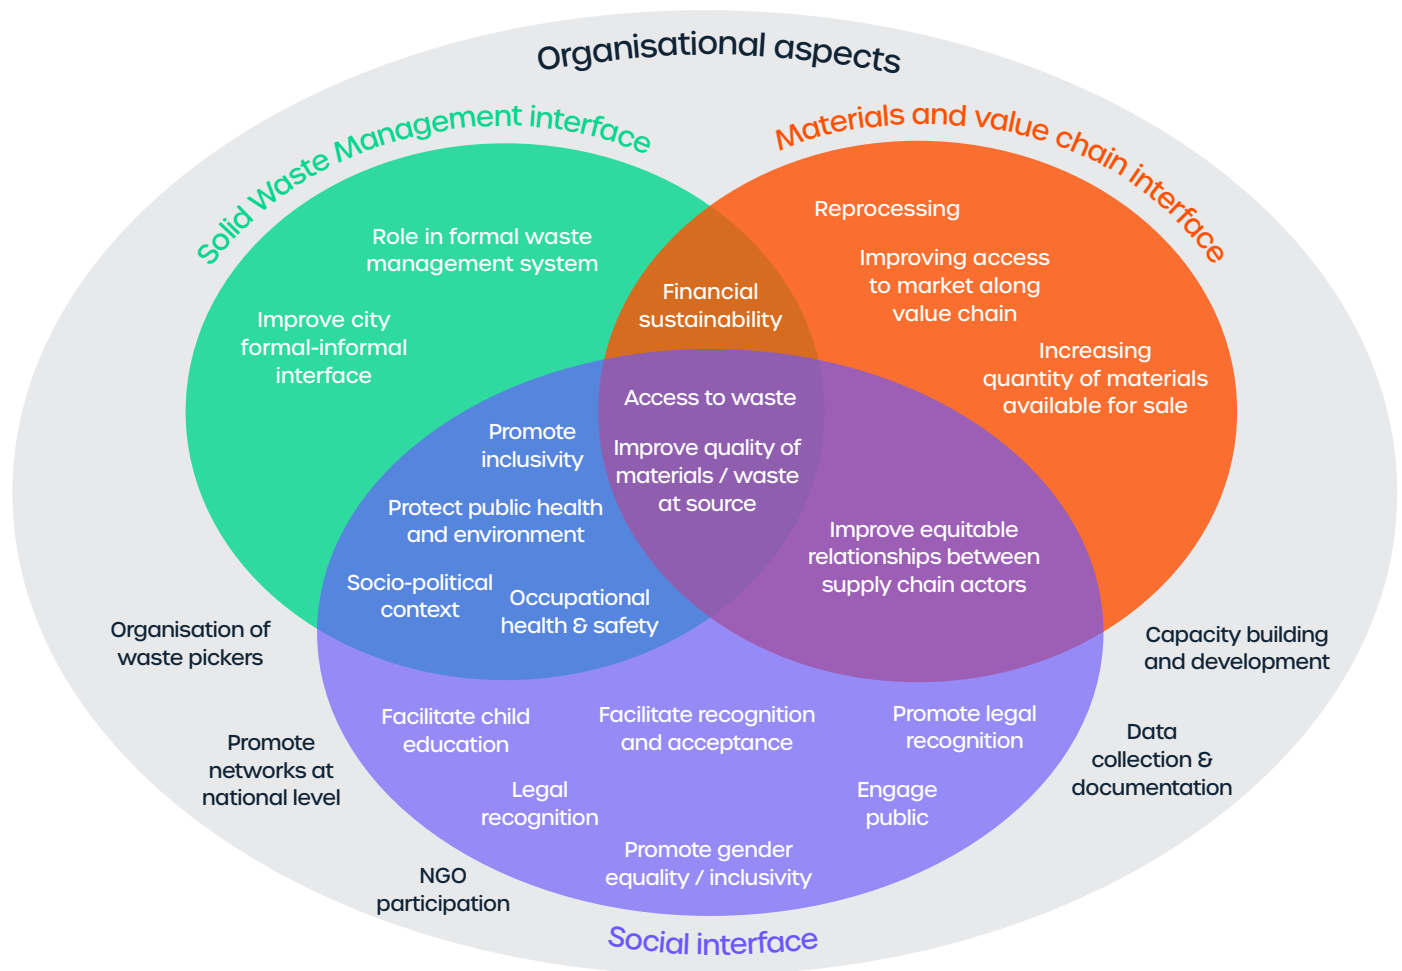 Organisational aspects
Solid Waste Management interface
Materials and value chain interface
Role in formal waste
management system
Improve city
formal-informal
interface
Financial
sustainability
Reprocessing
Improving access
to market along
value chain
Increasing
quantity of materials
available for sale
Access to waste
Improve quality of
materials / waste
at source
Promote
inclusivity
Protect public health
and environment
Socio-political
context
Occupational
health & safety
Improve equitable
relationships between
supply chain actors
Organisation of
waste pickers
Capacity building
and development
Facilitate child
education
Facilitate recognition
and acceptance
Promote legal
recognition
Promote
networks at
national level
Data
collection &
documentation
Legal
recognition
Engage
public
Promote gender
equality / inclusivity
NGO
participation
Social interface